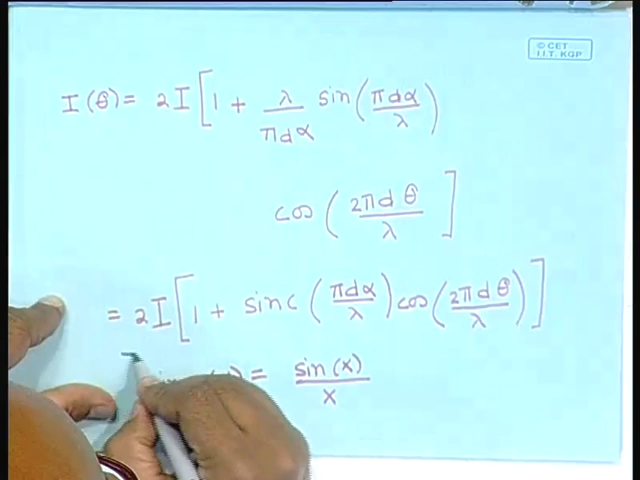 © CET
I.I.T. KGP
I(θ) = 2I[1 + λ/πdα sin(πdα/λ)
cos(2πdθ/λ)]
= 2I[1 + sinc(πdα/λ)cos(2πdθ/λ)]
= sin(x)/x